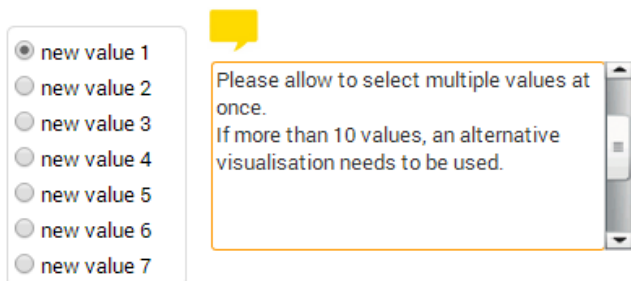 new value 1
new value 2
new value 3
new value 4
new value 5
new value 6
new value 7
Please allow to select multiple values at
once.
If more than 10 values, an alternative
visualisation needs to be used.